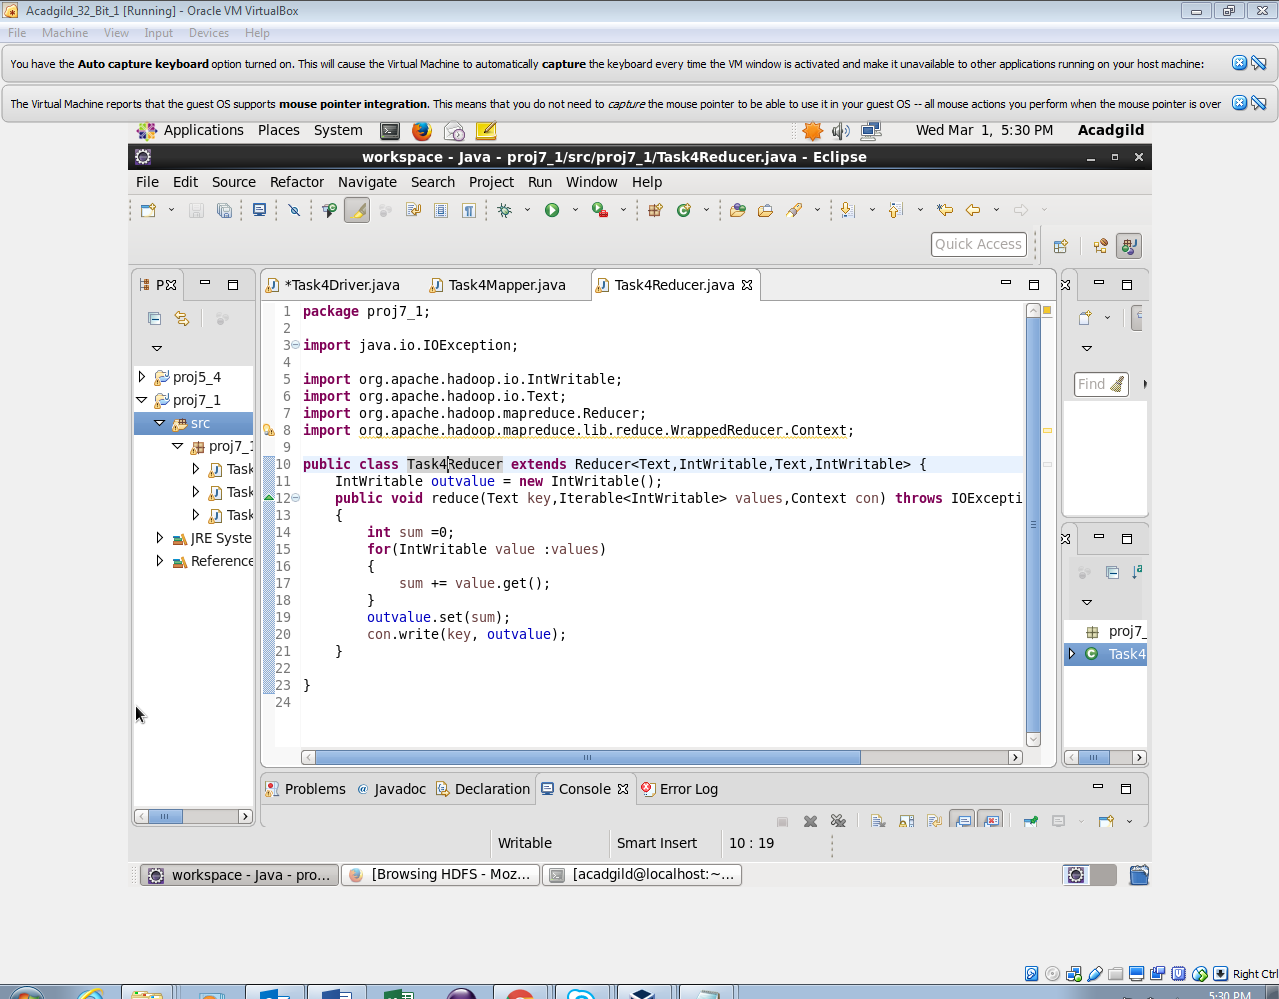 Acadgild_32_Bit_1 [Running] - Oracle VM VirtualBox
File Machine View Input Devices Help
You have the Auto capture keyboard option turned on. This will cause the Virtual Machine to automatically capture the keyboard every time the VM window is activated and make it unavailable to other applications running on your host machine:
The Virtual Machine reports that the guest OS supports mouse pointer integration. This means that you do not need to capture the mouse pointer to be able to use it in your guest OS -- all mouse actions you perform when the mouse pointer is over
Applications Places System Wed Mar 1, 5:30 PM Acadgild
workspace - Java - proj7_1/src/proj7_1/Task4Reducer.java - Eclipse
File Edit Source Refactor Navigate Search Project Run Window Help
Quick Access
P *Task4Driver.java Task4Mapper.java Task4Reducer.java
proj5_4
proj7_1
src
proj7_1
Task
Task
Task
JRE Syste
Reference
1 package proj7_1;
2
3 import java.io.IOException;
4
5 import org.apache.hadoop.io.IntWritable;
6 import org.apache.hadoop.io.Text;
7 import org.apache.hadoop.mapreduce.Reducer;
8 import org.apache.hadoop.mapreduce.lib.reduce.WrappedReducer.Context;
9
10 public class Task4Reducer extends Reducer<Text,IntWritable,Text,IntWritable> {
11 IntWritable outvalue = new IntWritable();
12 public void reduce(Text key,Iterable<IntWritable> values,Context con) throws IOExcepti
13 {
14 int sum =0;
15 for(IntWritable value :values)
16 {
17 sum += value.get();
18 }
19 outvalue.set(sum);
20 con.write(key, outvalue);
21 }
22
23 }
24
Find
proj7_
Task4
Problems @ Javadoc Declaration Console Error Log
Writable Smart Insert 10 : 19
workspace - Java - pro... [Browsing HDFS - Moz... [acadgild@localhost:~...
Right Ctrl
5:30 PM